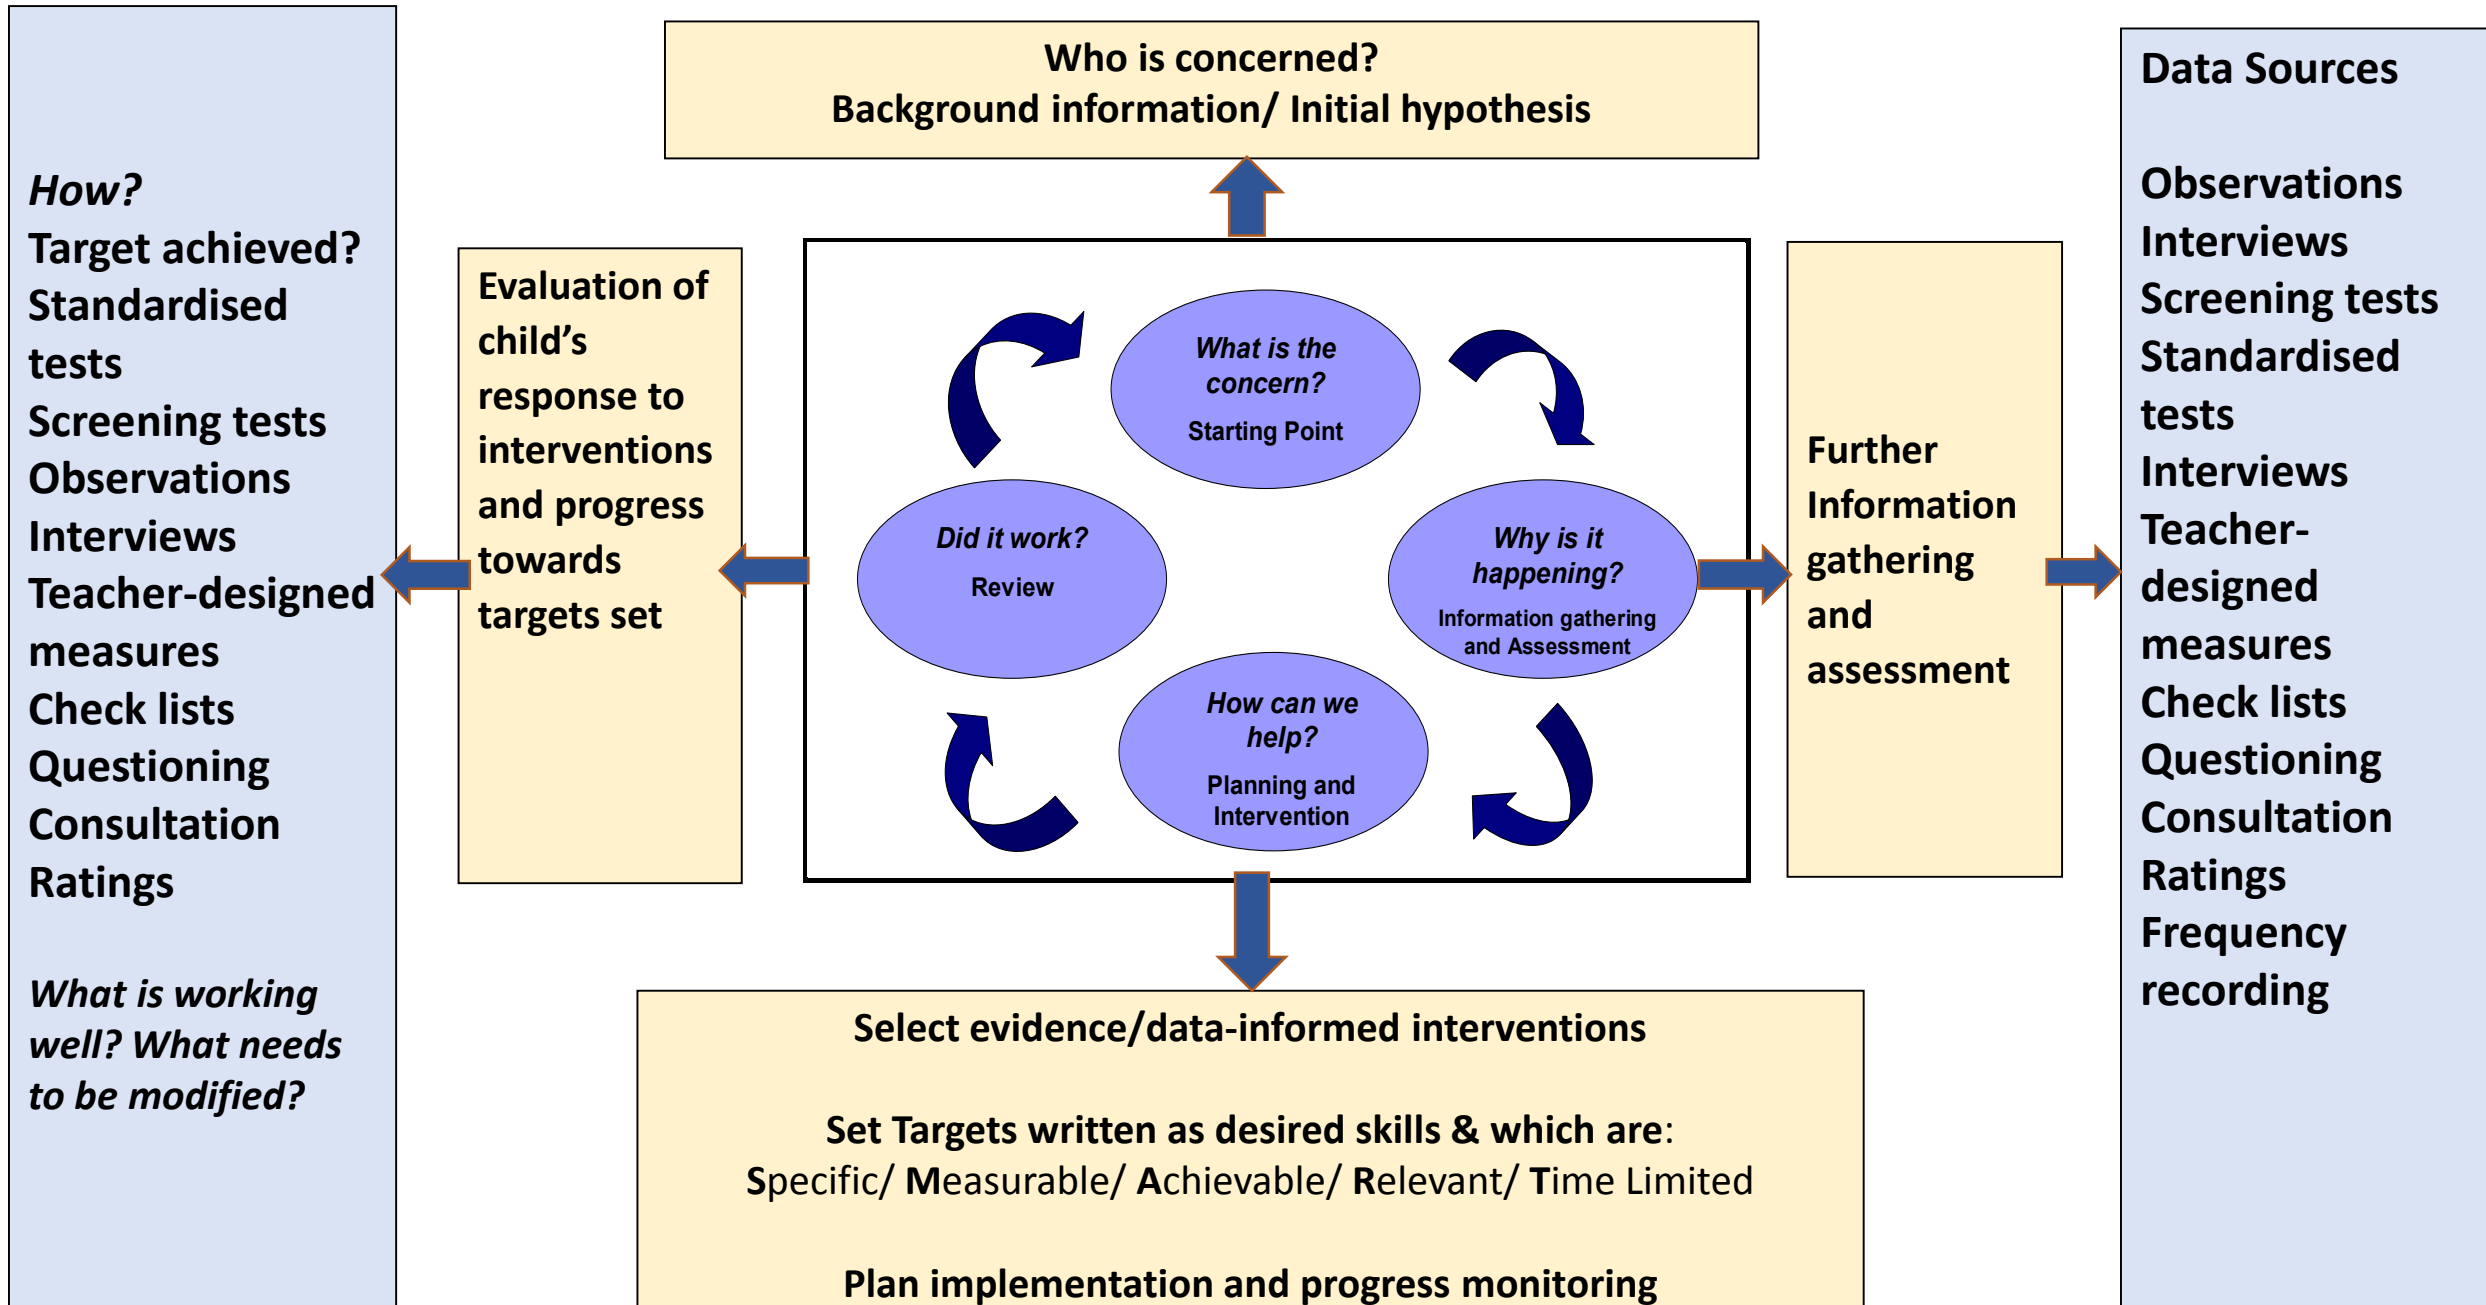 Who is concerned?
Background information/ Initial hypothesis
How?
Target achieved?
Standardised
tests
Screening tests
Observations
Interviews
Teacher-designed
measures
Check lists
Questioning
Consultation
Ratings
What is working
well? What needs
to be modified?
Evaluation of
child’s
response to
interventions
and progress
towards
targets set
What is the
concern?
Starting Point
Why is it
happening?
Information gathering
and Assessment
How can we
help?
Planning and
Intervention
Did it work?
Review
Further
Information
gathering
and
assessment
Data Sources
Observations
Interviews
Screening tests
Standardised
tests
Interviews
Teacher-
designed
measures
Check lists
Questioning
Consultation
Ratings
Frequency
recording
Select evidence/data-informed interventions
Set Targets written as desired skills & which are:
Specific/ Measurable/ Achievable/ Relevant/ Time Limited
Plan implementation and progress monitoring